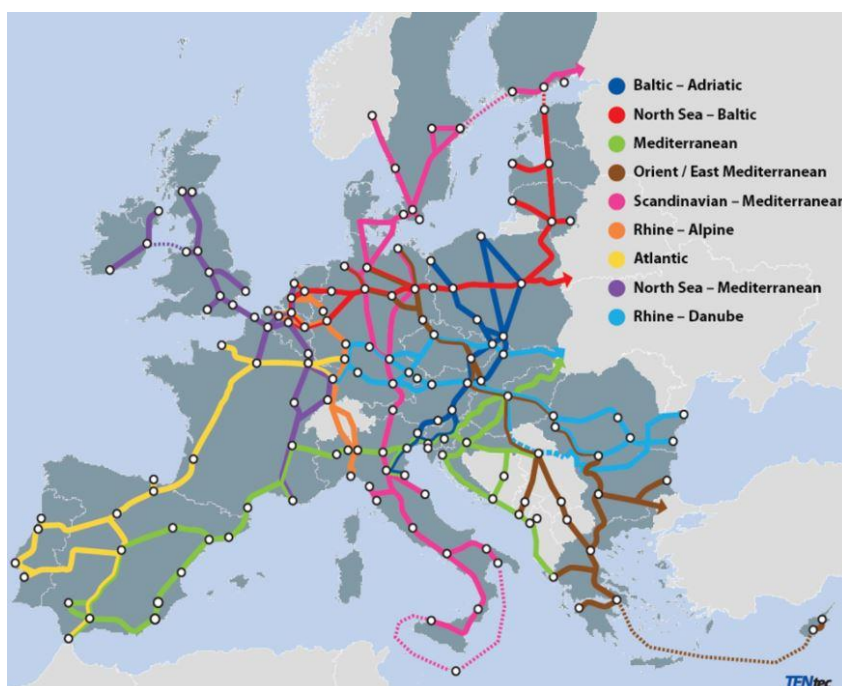 Baltic – Adriatic
North Sea – Baltic
Mediterranean
Orient / East Mediterranean
Scandinavian – Mediterranean
Rhine – Alpine
Atlantic
North Sea – Mediterranean
Rhine – Danube
TENtec